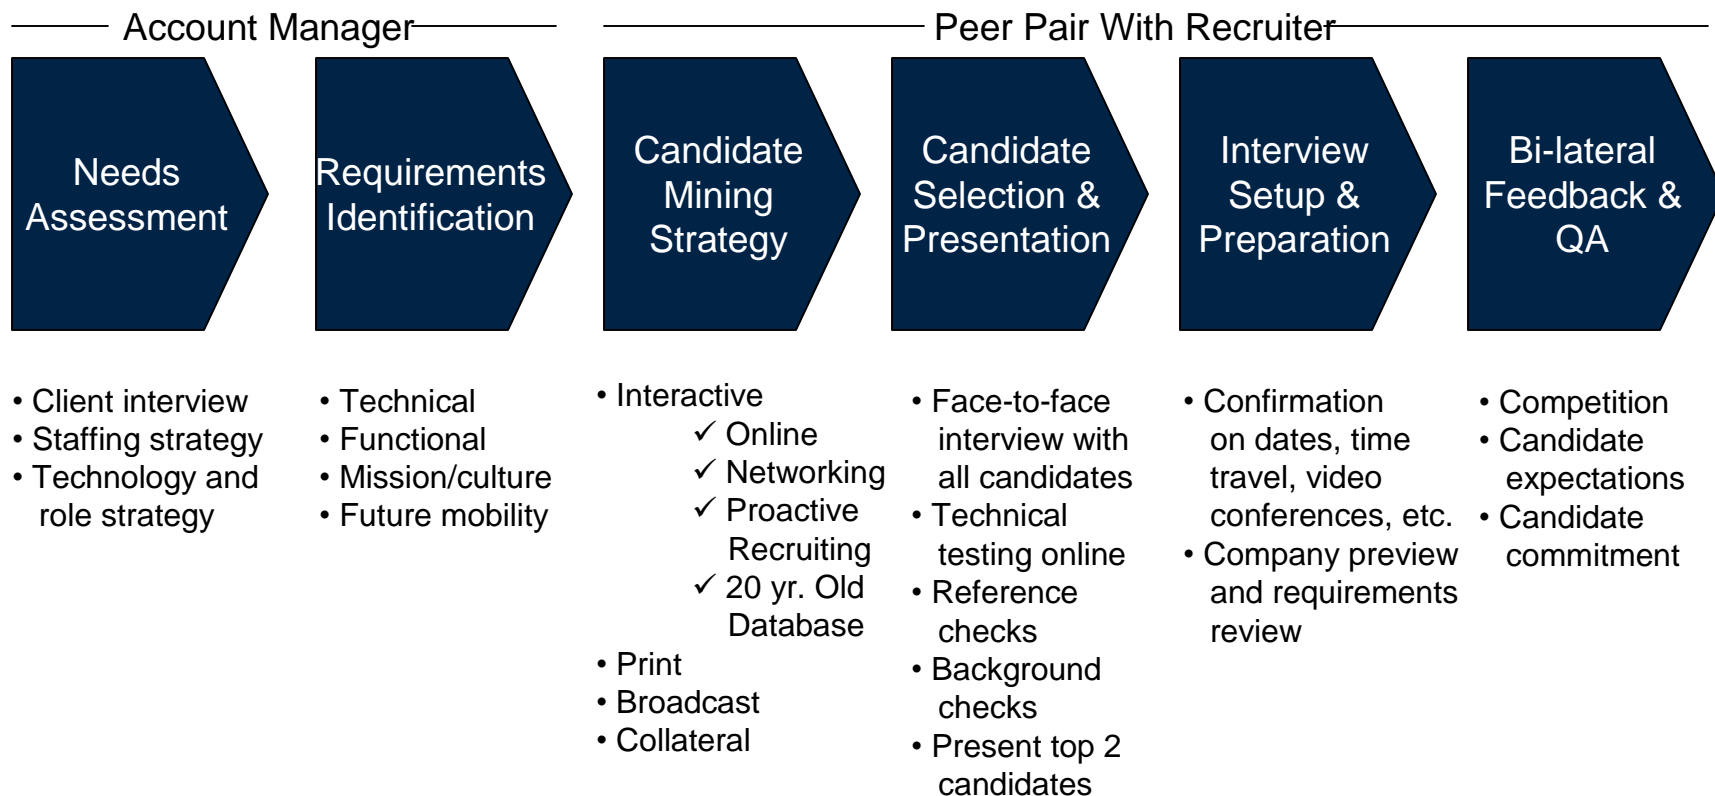 Account Manager
Peer Pair With Recruiter
Needs
Assessment
Requirements
Identification
Candidate
Mining
Strategy
Candidate
Selection &
Presentation
Interview
Setup &
Preparation
Bi-lateral
Feedback &
QA
• Client interview
• Staffing strategy
• Technology and
role strategy
• Technical
• Functional
• Mission/culture
• Future mobility
• Interactive
✓ Online
✓ Networking
✓ Proactive
Recruiting
✓ 20 yr. Old
Database
• Print
• Broadcast
• Collateral
• Face-to-face
interview with
all candidates
• Technical
testing online
• Reference
checks
• Background
checks
• Present top 2
candidates
• Confirmation
on dates, time
travel, video
conferences, etc.
• Company preview
and requirements
review
• Competition
• Candidate
expectations
• Candidate
commitment